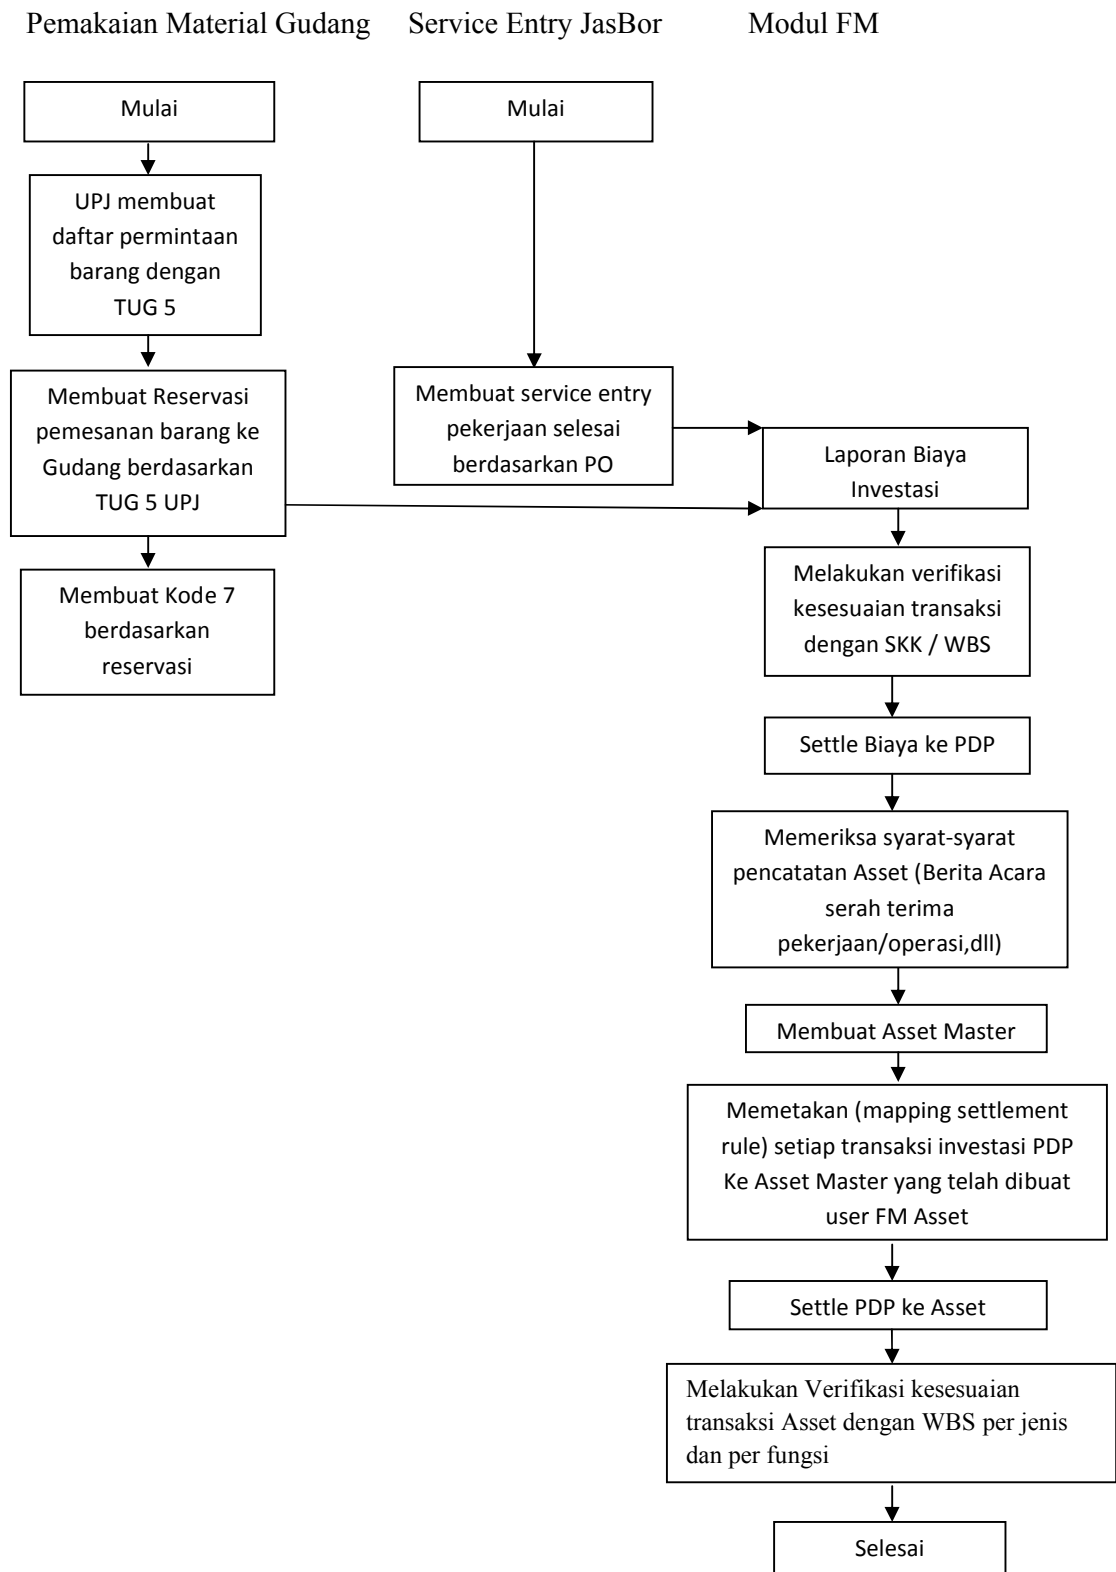 Pemakaian Material Gudang
Service Entry JasBor
Modul FM
Mulai
UPJ membuat
daftar permintaan
barang dengan
TUG 5
Membuat Reservasi
pemesanan barang ke
Gudang berdasarkan
TUG 5 UPJ
Membuat Kode 7
berdasarkan
reservasi
Mulai
Membuat service entry
pekerjaan selesai
berdasarkan PO
Laporan Biaya
Investasi
Melakukan verifikasi
kesesuaian transaksi
dengan SKK / WBS
Settle Biaya ke PDP
Memeriksa syarat-syarat
pencatatan Asset (Berita Acara
serah terima
pekerjaan/operasi,dll)
Membuat Asset Master
Memetakan (mapping settlement
rule) setiap transaksi investasi PDP
Ke Asset Master yang telah dibuat
user FM Asset
Settle PDP ke Asset
Melakukan Verifikasi kesesuaian
transaksi Asset dengan WBS per jenis
dan per fungsi
Selesai